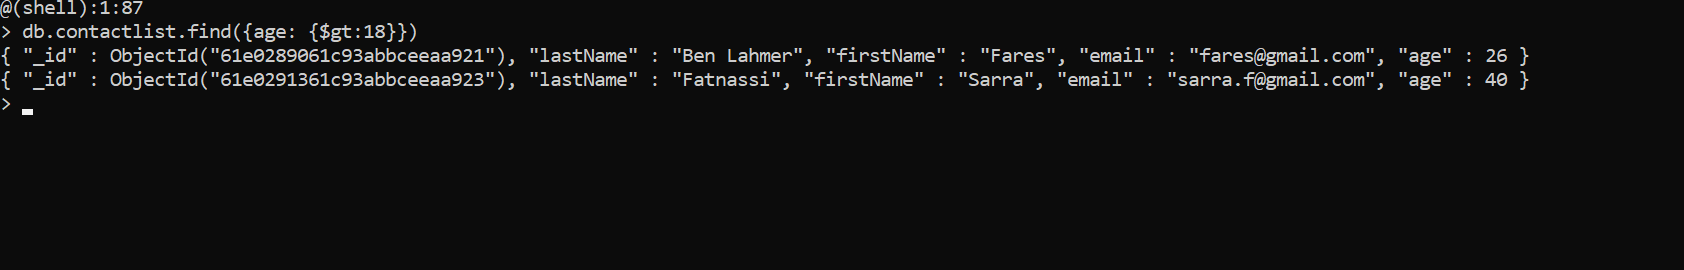 @(shell):1:87
> db.contactlist.find({age: {$gt:18}})
{ "_id" : ObjectId("61e0289061c93abbceeaa921"), "lastName" : "Ben Lahmer", "firstName" : "Fares", "email" : "fares@gmail.com", "age" : 26 }
{ "_id" : ObjectId("61e0291361c93abbceeaa923"), "lastName" : "Fatnassi", "firstName" : "Sarra", "email" : "sarra.f@gmail.com", "age" : 40 }
>